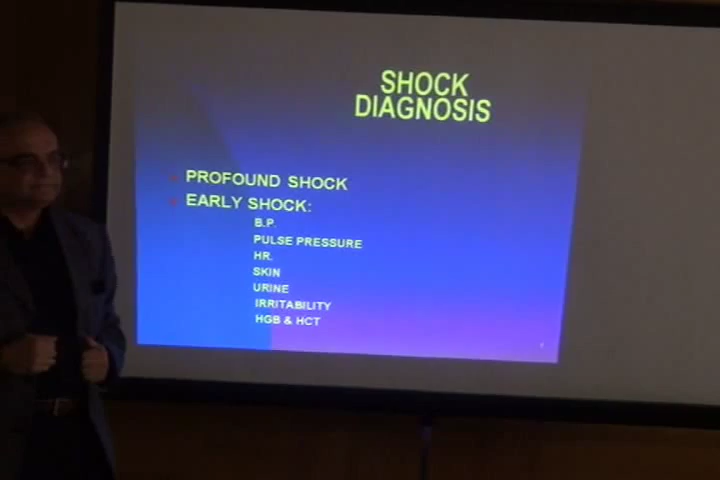 SHOCK
DIAGNOSIS
PROFOUND SHOCK
EARLY SHOCK:
B.P.
PULSE PRESSURE
HR.
SKIN
URINE
IRRITABILITY
HGB & HCT